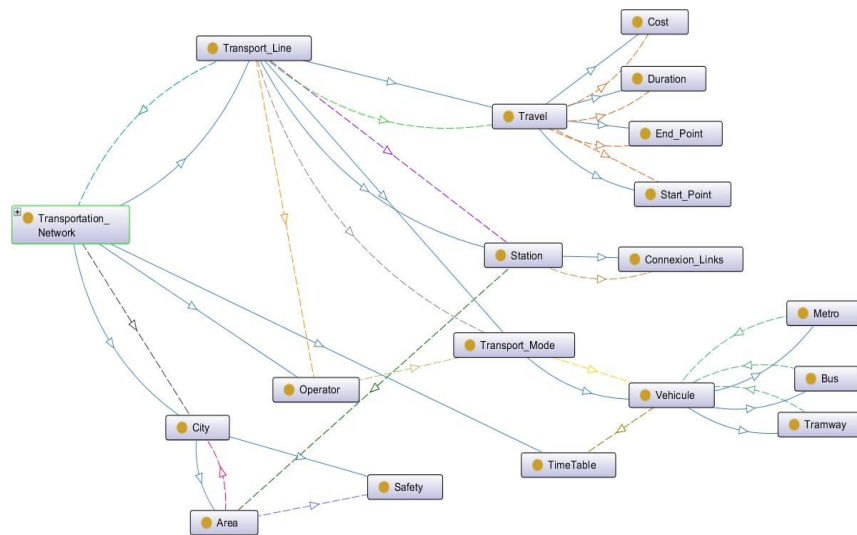 Cost
Transport_Line
Duration
Travel
End_Point
Start_Point
Transportation_
Network
Station
Connexion_Links
Metro
Transport_Mode
Bus
Operator
Vehicule
Tramway
City
TimeTable
Safety
Area